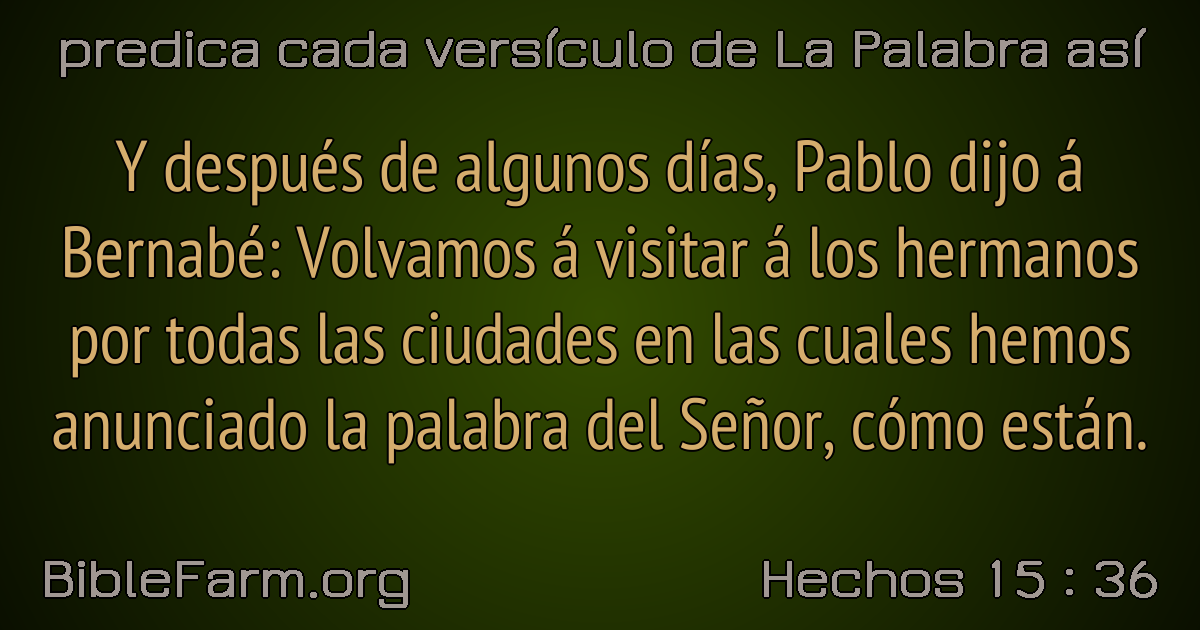 predica cada versículo de La Palabra así
Y después de algunos días, Pablo dijo á
Bernabé: Volvamos á visitar á los hermanos
por todas las ciudades en las cuales hemos
anunciado la palabra del Señor, cómo están.
BibleFarm.org
Hechos 15 : 36